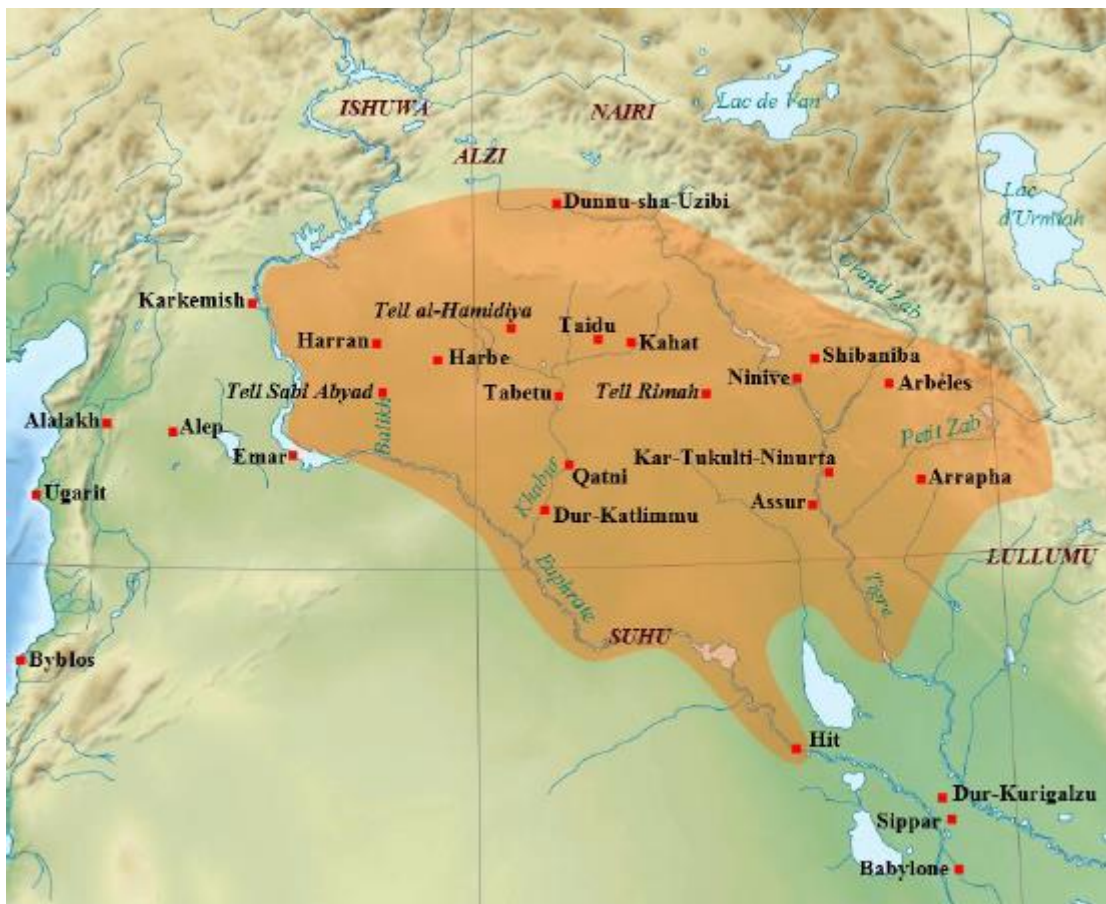 ISHUWA
NAIRI
Lac de Van
ALZI
Lac
d'Urmiah
Dunnu-sha-Uzibi
Grand Zab
Karkemish
Tell al-Hamidiya
Taidu
Harran
Kahat
Harbe
Shibaniba
Ninive
Arbèles
Tell Sabi Abyad
Tabetu
Tell Rimah
Balikh
Alalakh
Alep
Petit Zab
Emar
Kar-Tukulti-Ninurta
Qatni
Arrapha
Ugarit
Khabur
Assur
Dur-Katlimmu
LULLUMU
Euphrate
Tigre
SUHU
Byblos
Hit
Dur-Kurigalzu
Sippar
Babylone